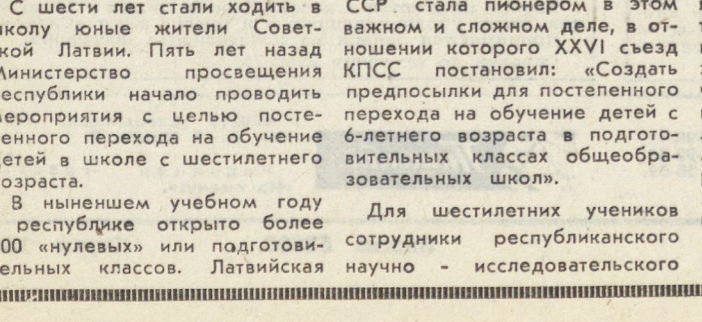 С шести лет стали ходить в
школу юные жители Совет-
ской Латвии. Пять лет назад
Министерство просвещения
республики начало проводить
мероприятия с целью посте-
пенного перехода на обучение
детей в школе с шестилетнего
возраста.
В нынешнем учебном году
республике открыто более
00 «нулевых» или подготови-
тельных классов. Латвийская
ССР стала пионером в этом
важном и сложном деле, в от-
ношении которого XXVI съезд
КПСС постановил: «Создать
предпосылки для постепенного
перехода на обучение детей с
6-летнего возраста в подгото-
вительных классах общеобра-
зовательных школ».
Для шестилетних учеников
сотрудники республиканского
научно - исследовательского